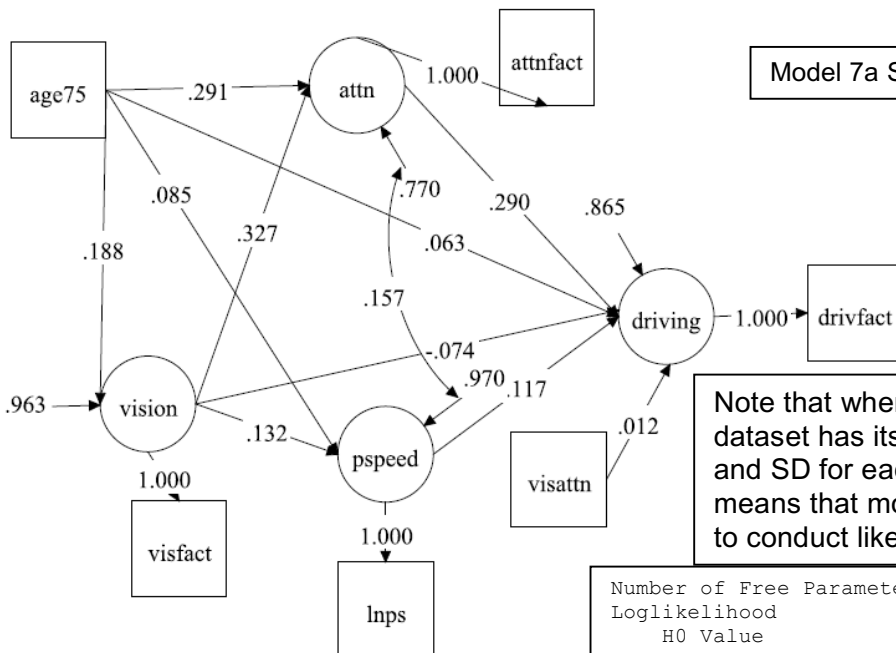 attnfact
Model 7a S
age75
.291
attn
1.000
.085
.770
.290
.865
.188
.327
.063
.157
driving
1.000
drivfact
-.074
.963
vision
.970
.117
.132
pspeed
.012
visattn
1.000
visfact
1.000
lnps
Note that when
dataset has its
and SD for eac
means that mo
to conduct like
Number of Free Paramete
Loglikelihood
H0 Value